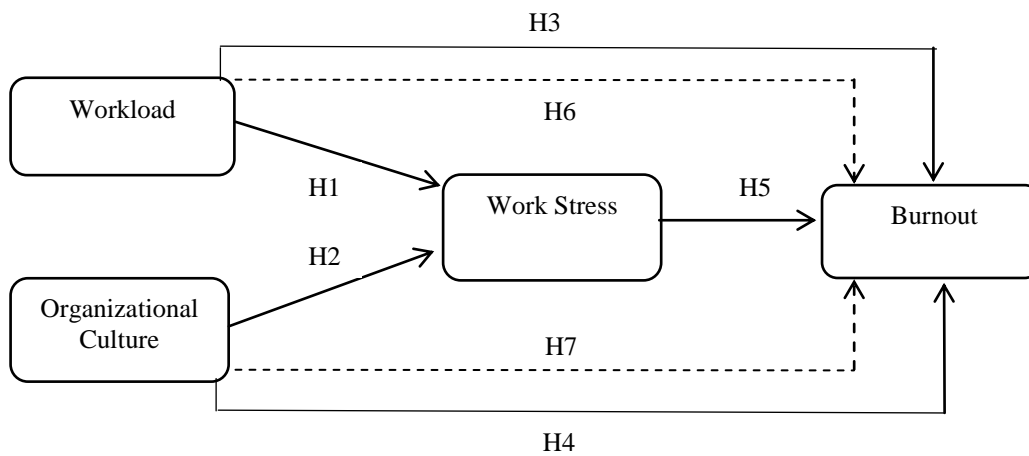 H3
Workload
H6
H1
Work Stress
H5
Burnout
H2
Organizational
Culture
H7
H4